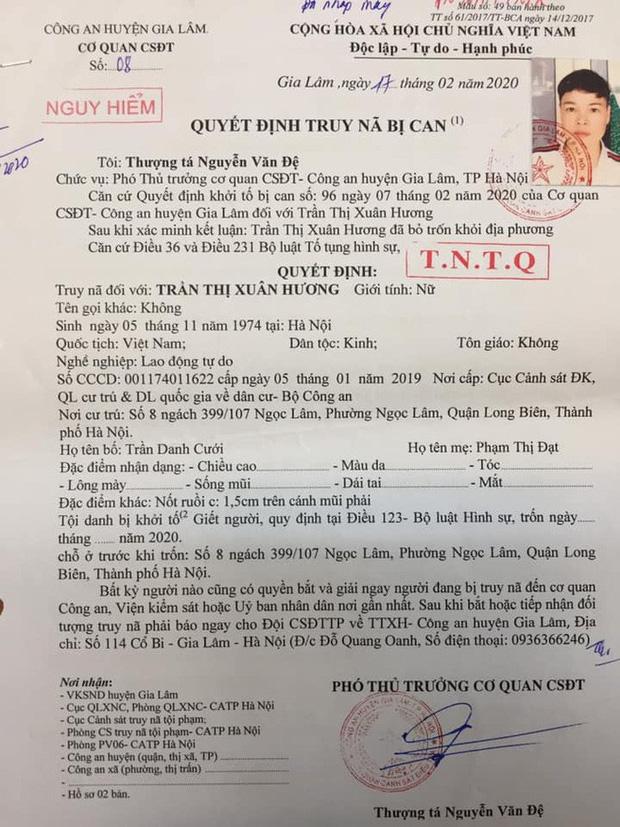 Đã nhập máy
Mẫu số: 49 ban hành theo
TT số 61/2017/TT-BCA ngày 14/12/2017
CÔNG AN HUYỆN GIA LÂM
CƠ QUAN CSĐT
Số: 08
CỘNG HÒA XÃ HỘI CHỦ NGHĨA VIỆT NAM
Độc lập - Tự do - Hạnh phúc
Gia Lâm, ngày 17 tháng 02 năm 2020
NGUY HIỂM
QUYẾT ĐỊNH TRUY NÃ BỊ CAN (1)
2020
Tôi: Thượng tá Nguyễn Văn Đệ
Chức vụ: Phó Thủ trưởng cơ quan CSĐT- Công an huyện Gia Lâm, TP Hà Nội
Căn cứ Quyết định khởi tố bị can số: 96 ngày 07 tháng 02 năm 2020 của Cơ quan
CSĐT- Công an huyện Gia Lâm đối với Trần Thị Xuân Hương
Sau khi xác minh kết luận: Trần Thị Xuân Hương đã bỏ trốn khỏi địa phương
Căn cứ Điều 36 và Điều 231 Bộ luật Tố tụng hình sự,
T.N.T.Q
QUYẾT ĐỊNH:
Truy nã đối với: TRẦN THỊ XUÂN HƯƠNG Giới tính: Nữ
Tên gọi khác: Không
Sinh ngày 05 tháng 11 năm 1974 tại: Hà Nội
Quốc tịch: Việt Nam; Dân tộc: Kinh; Tôn giáo: Không
Nghề nghiệp: Lao động tự do
Số CCCD: 001174011622 cấp ngày 05 tháng 01 năm 2019 Nơi cấp: Cục Cảnh sát ĐK,
QL cư trú & DL quốc gia về dân cư- Bộ Công an
Nơi cư trú: Số 8 ngách 399/107 Ngọc Lâm, Phường Ngọc Lâm, Quận Long Biên, Thành
phố Hà Nội.
Họ tên bố: Trần Danh Cưới Họ tên mẹ: Phạm Thị Đạt
Đặc điểm nhận dạng: - Chiều cao - Màu da - Tóc
- Lông mày - Sống mũi - Dái tai - Mắt
Đặc điểm khác: Nốt ruồi c: 1,5cm trên cánh mũi phải
Tội danh bị khởi tố(2 Giết người, quy định tại Điều 123- Bộ luật Hình sự, trốn ngày......
tháng ...... năm 2020.
chỗ ở trước khi trốn: Số 8 ngách 399/107 Ngọc Lâm, Phường Ngọc Lâm, Quận Long
Biên, Thành phố Hà Nội.
Bất kỳ người nào cũng có quyền bắt và giải ngay người đang bị truy nã đến cơ quan
Công an, Viện kiểm sát hoặc Uỷ ban nhân dân nơi gần nhất. Sau khi bắt hoặc tiếp nhận đối
tượng truy nã phải báo ngay cho Đội CSĐTTP về TTXH- Công an huyện Gia Lâm, Địa
chỉ: Số 114 Cổ Bi - Gia Lâm - Hà Nội (Đ/c Đỗ Quang Oanh, Số điện thoại: 0936366246)
Nơi nhận:
- VKSND huyện Gia Lâm
- Cục QLXNC, Phòng QLXNC- CATP Hà Nội
- Cục Cảnh sát truy nã tội phạm;
- Phòng CS truy nã tội phạm- CATP Hà Nội
- Phòng PV06- CATP Hà Nội
- Công an huyện (quận, thị xã, TP)
- Công an xã (phường, thị trấn)
-
- Hồ sơ 02 bản.
PHÓ THỦ TRƯỞNG CƠ QUAN CSĐT
Thượng tá Nguyễn Văn Đệ